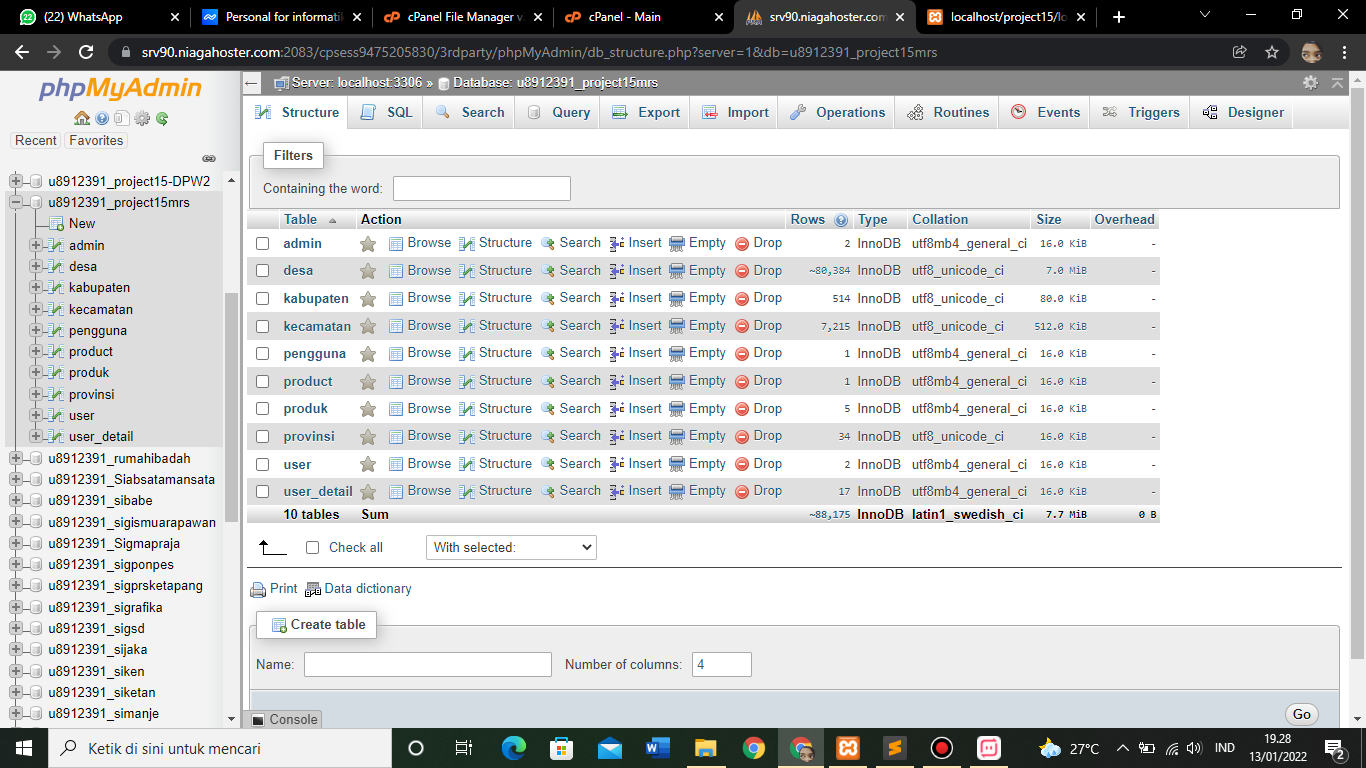 (22) WhatsApp
Personal for informatik
cPanel File Manager v
cPanel - Main
srv90.niagahoster.com
localhost/project15/lo
srv90.niagahoster.com:2083/cpsess9475205830/3rdparty/phpMyAdmin/db_structure.php?server=1&db=u8912391_project15mrs
phpMyAdmin
Recent Favorites
u8912391_project15-DPW2
u8912391_project15mrs
New
admin
desa
kabupaten
kecamatan
pengguna
product
produk
provinsi
user
user_detail
u8912391_rumahibadah
u8912391_Siabsatamansata
u8912391_sibabe
u8912391_sigismuarapawan
u8912391_Sigmapraja
u8912391_sigponpes
u8912391_sigprsketapang
u8912391_sigrafika
u8912391_sigsd
u8912391_sijaka
u8912391_siken
u8912391_siketan
u8912391_simanje
Server: localhost:3306 » Database: u8912391_project15mrs
Structure SQL Search Query Export Import Operations Routines Events Triggers Designer
Filters
Containing the word:
Table Action Rows Type Collation Size Overhead
admin Browse Structure Search Insert Empty Drop 2 InnoDB utf8mb4_general_ci 16.0 KiB -
desa Browse Structure Search Insert Empty Drop ~80,384 InnoDB utf8_unicode_ci 7.0 MiB -
kabupaten Browse Structure Search Insert Empty Drop 514 InnoDB utf8_unicode_ci 80.0 KiB -
kecamatan Browse Structure Search Insert Empty Drop 7,215 InnoDB utf8_unicode_ci 512.0 KiB -
pengguna Browse Structure Search Insert Empty Drop 1 InnoDB utf8mb4_general_ci 16.0 KiB -
product Browse Structure Search Insert Empty Drop 1 InnoDB utf8mb4_general_ci 16.0 KiB -
produk Browse Structure Search Insert Empty Drop 5 InnoDB utf8mb4_general_ci 16.0 KiB -
provinsi Browse Structure Search Insert Empty Drop 34 InnoDB utf8_unicode_ci 16.0 KiB -
user Browse Structure Search Insert Empty Drop 2 InnoDB utf8mb4_general_ci 16.0 KiB -
user_detail Browse Structure Search Insert Empty Drop 17 InnoDB utf8mb4_general_ci 16.0 KiB -
10 tables Sum ~88,175 InnoDB latin1_swedish_ci 7.7 MiB 0 B
Check all With selected:
Print Data dictionary
Create table
Name: Number of columns: 4
Go
Console
Ketik di sini untuk mencari
27°C
IND
19.28
13/01/2022
2